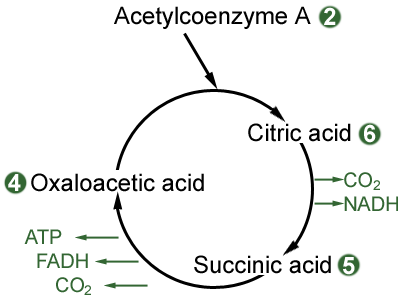 Acetylcoenzyme A 2
Citric acid 6
CO₂
NADH
4 Oxaloacetic acid
ATP
FADH
CO₂
Succinic acid 5